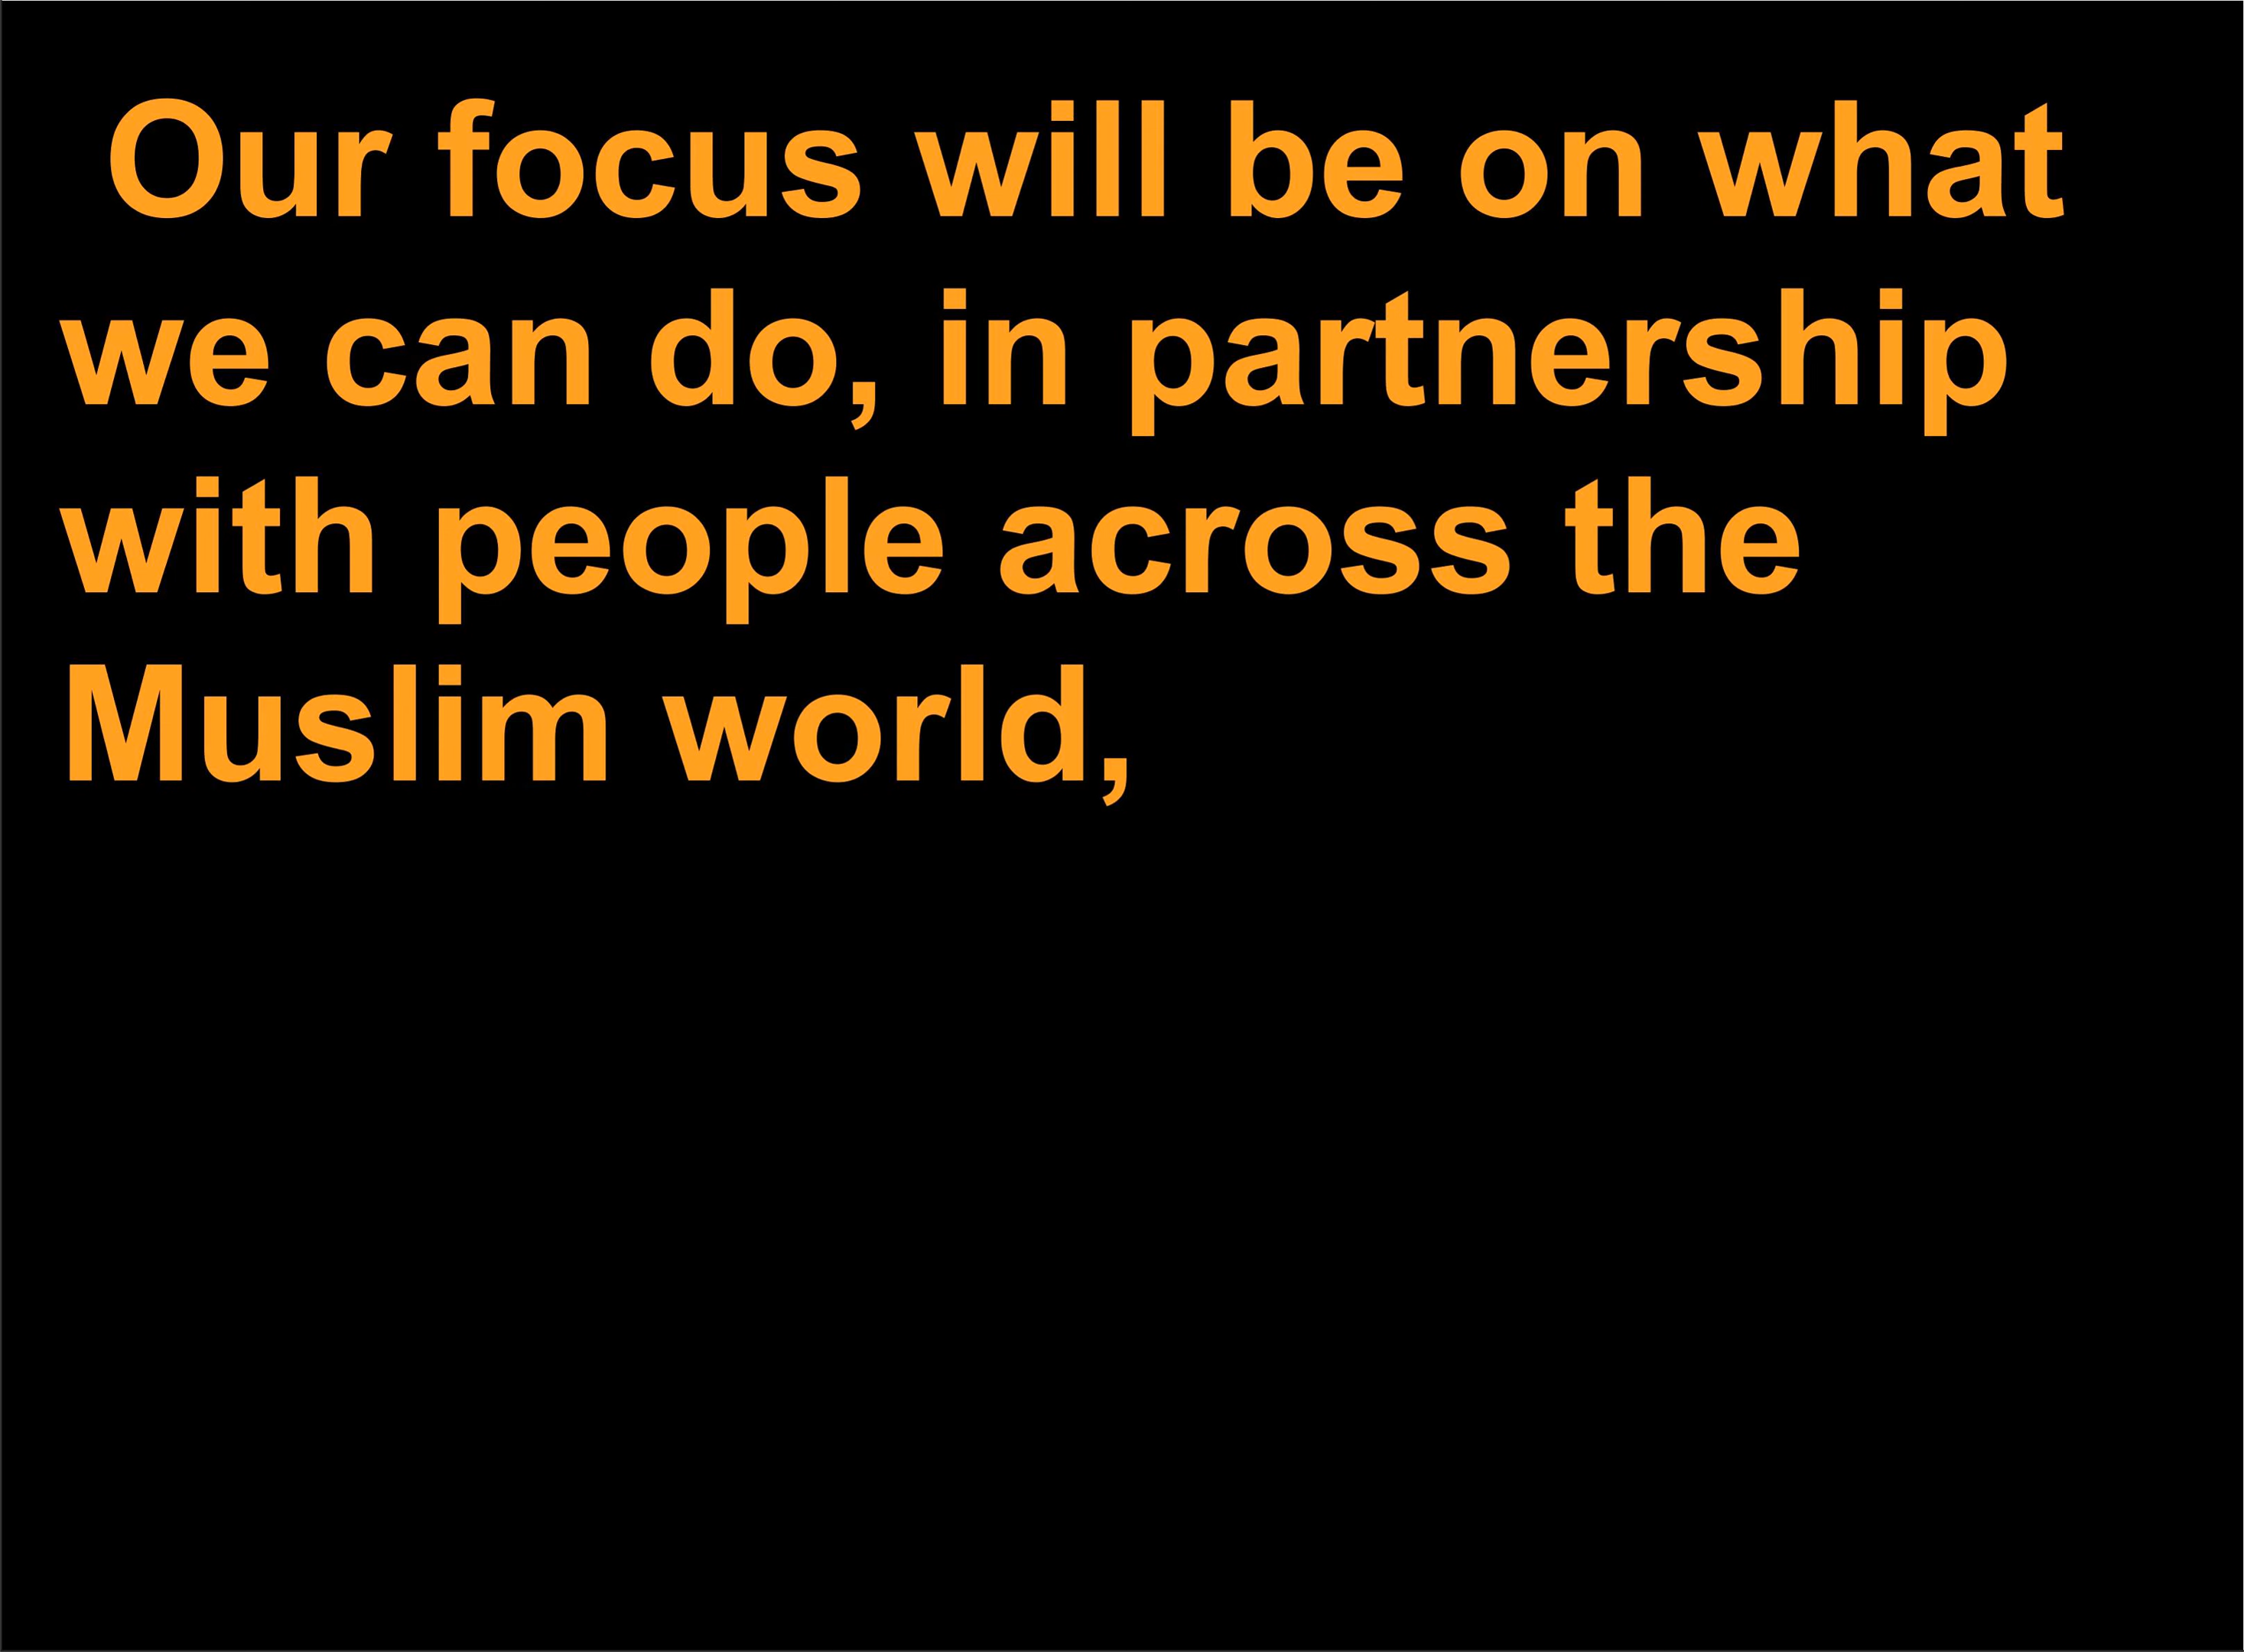 Our focus will be on what
we can do, in partnership
with people across the
Muslim world,